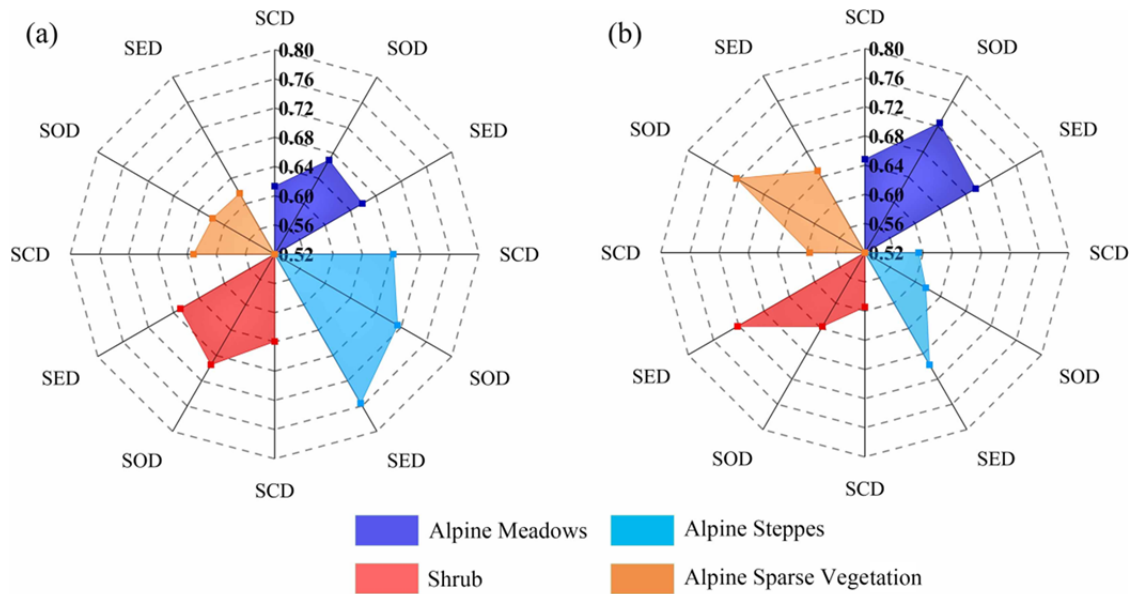 (a)
SCD
SOD
SED
SCD
SOD
SED
SCD
SOD
SED
SCD
SOD
SED
0.80
0.76
0.72
0.68
0.64
0.60
0.56
0.52
(b)
SCD
SOD
SED
SCD
SOD
SED
SCD
SOD
SED
SCD
SOD
SED
0.80
0.76
0.72
0.68
0.64
0.60
0.56
0.52
Alpine Meadows
Alpine Steppes
Shrub
Alpine Sparse Vegetation